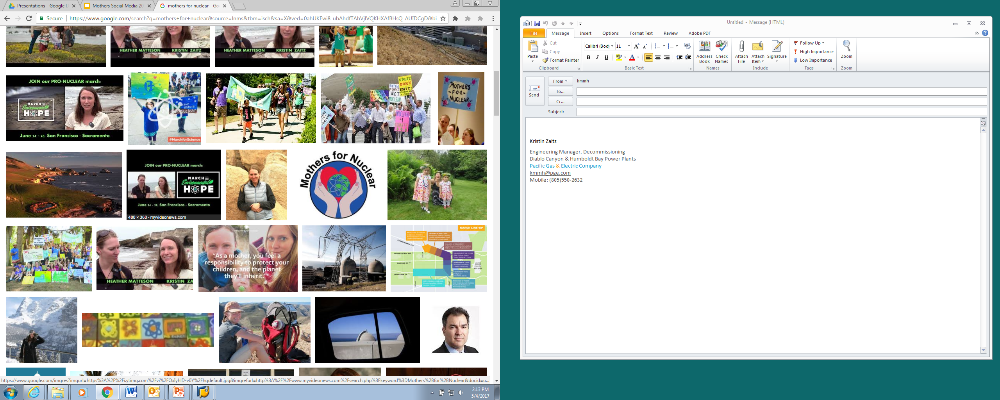 Presentations - Google D
Mothers Social Media 20
mothers for nuclear - Go
Secure
https://www.google.com/search?q=mothers+for+nuclear&source=lnms&tbm=isch&sa=X&ved=0ahUKEwi8-ubAhdfTAhVjIVQKHXAfBHsQ_AUIDCgD&bi
HEATHER MATTESON KRISTIN ZAITZ
HEATHER MATTESON KRISTIN ZAITZ
JOIN our PRO-NUCLEAR march:
MARCH
Environmental
HOPE
June 24 - 28, San Francisco - Sacramento
save
nature
Nuclear
#MarchforScience
CLEAN
ENERGY
EQUALITY
NOT
NUCLEAR
SPLIT
DON'T
EMIT!
NUCLEAR
4
MOTHERS
-FOR-
NUCLEAR
JOIN our PRO-NUCLEAR march:
MARCH
Environmental
HOPE
June 24 - 28, San Francisco - Sacramento
480 × 360 - myvideonews.com
Mothers for Nuclear
mothers
nuclear
HEATHER MATTESON KRISTIN ZA
"As a mother, you feel a
responsibility to protect your
children, and the planet
they'll inherit."*
MARCH LINE-UP
PENNSYLVANIA AVE
CONSTITUTION AVE
MADISON DR
JEFFERSON DR
https://www.google.com/imgres?imgurl=https%3A%2F%2Fi.ytimg.com%2Fvi%2FOxIyhID-v0Y%2Fhqdefault.jpg&imgrefurl=http%3A%2F%2Fwww.myvideonews.com%2Fsearch.php%3Fkeyword%3DMothers%2Bfor%2BNuclear&docid=u...
2:13 PM
5/4/2017
Untitled - Message (HTML)
File Message Insert Options Format Text Review Adobe PDF
Paste
Cut
Copy
Format Painter
Clipboard
Calibri (Body 11
B I U
Basic Text
Address Book
Check Names
Names
Attach File
Attach Item
Signature
Include
Follow Up
High Importance
Low Importance
Tags
Zoom
Zoom
Send
From kmmh
To...
Cc...
Subject:
Kristin Zaitz
Engineering Manager, Decommissioning
Diablo Canyon & Humboldt Bay Power Plants
Pacific Gas & Electric Company
kmmh@pge.com
Mobile: (805)550-2632